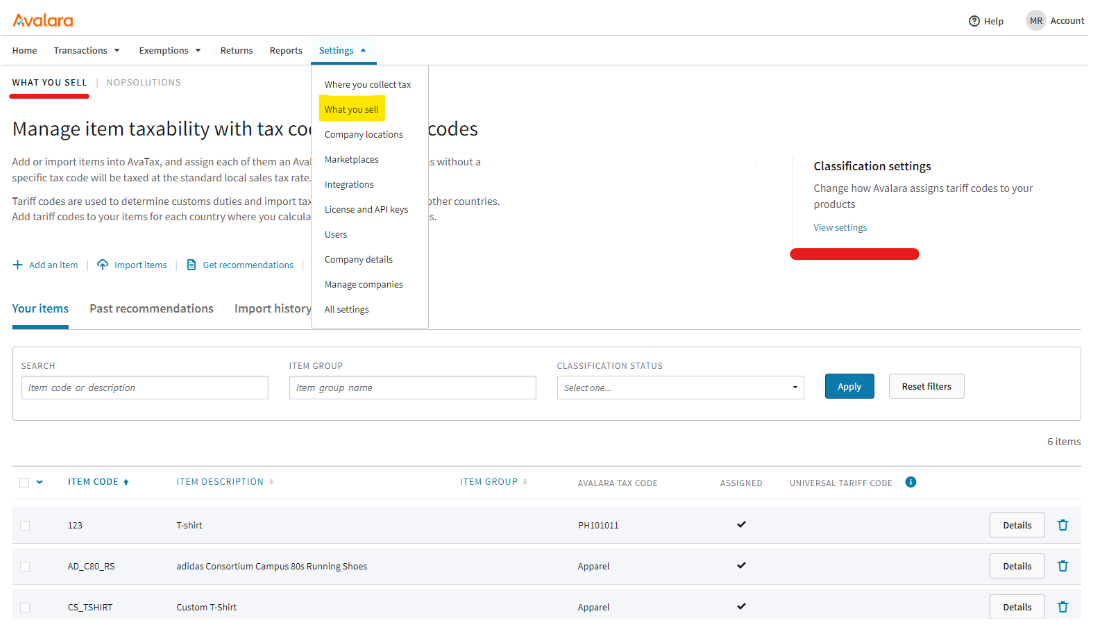 Avalara
Help
MR Account
Home Transactions Exemptions Returns Reports Settings
WHAT YOU SELL | NOPSOLUTIONS
Where you collect tax
What you sell
Company locations
Marketplaces
Integrations
License and API keys
Users
Company details
Manage companies
All settings
Manage item taxability with tax co codes
Add or import items into AvaTax, and assign each of them an Aval s without a
specific tax code will be taxed at the standard local sales tax rate.
Tariff codes are used to determine customs duties and import tax other countries.
Add tariff codes to your items for each country where you calcula s.
Classification settings
Change how Avalara assigns tariff codes to your
products
View settings
+ Add an item | Import items | Get recommendations |
Your items Past recommendations Import history
SEARCH ITEM GROUP CLASSIFICATION STATUS
Item code or description Item group name Select one... Apply Reset filters
6 items
ITEM CODE ITEM DESCRIPTION ITEM GROUP AVALARA TAX CODE ASSIGNED UNIVERSAL TARIFF CODE
123 T-shirt PH101011 Details
AD_C80_RS adidas Consortium Campus 80s Running Shoes Apparel Details
CS_TSHIRT Custom T-Shirt Apparel Details